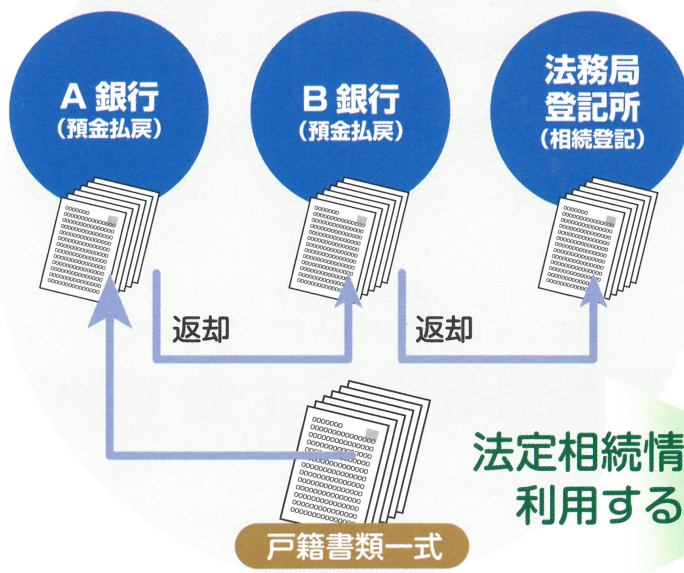 A 銀行
(預金払戻)
B 銀行
(預金払戻)
法務局
登記所
(相続登記)
返却
返却
法定相続情
利用する
戸籍書類一式